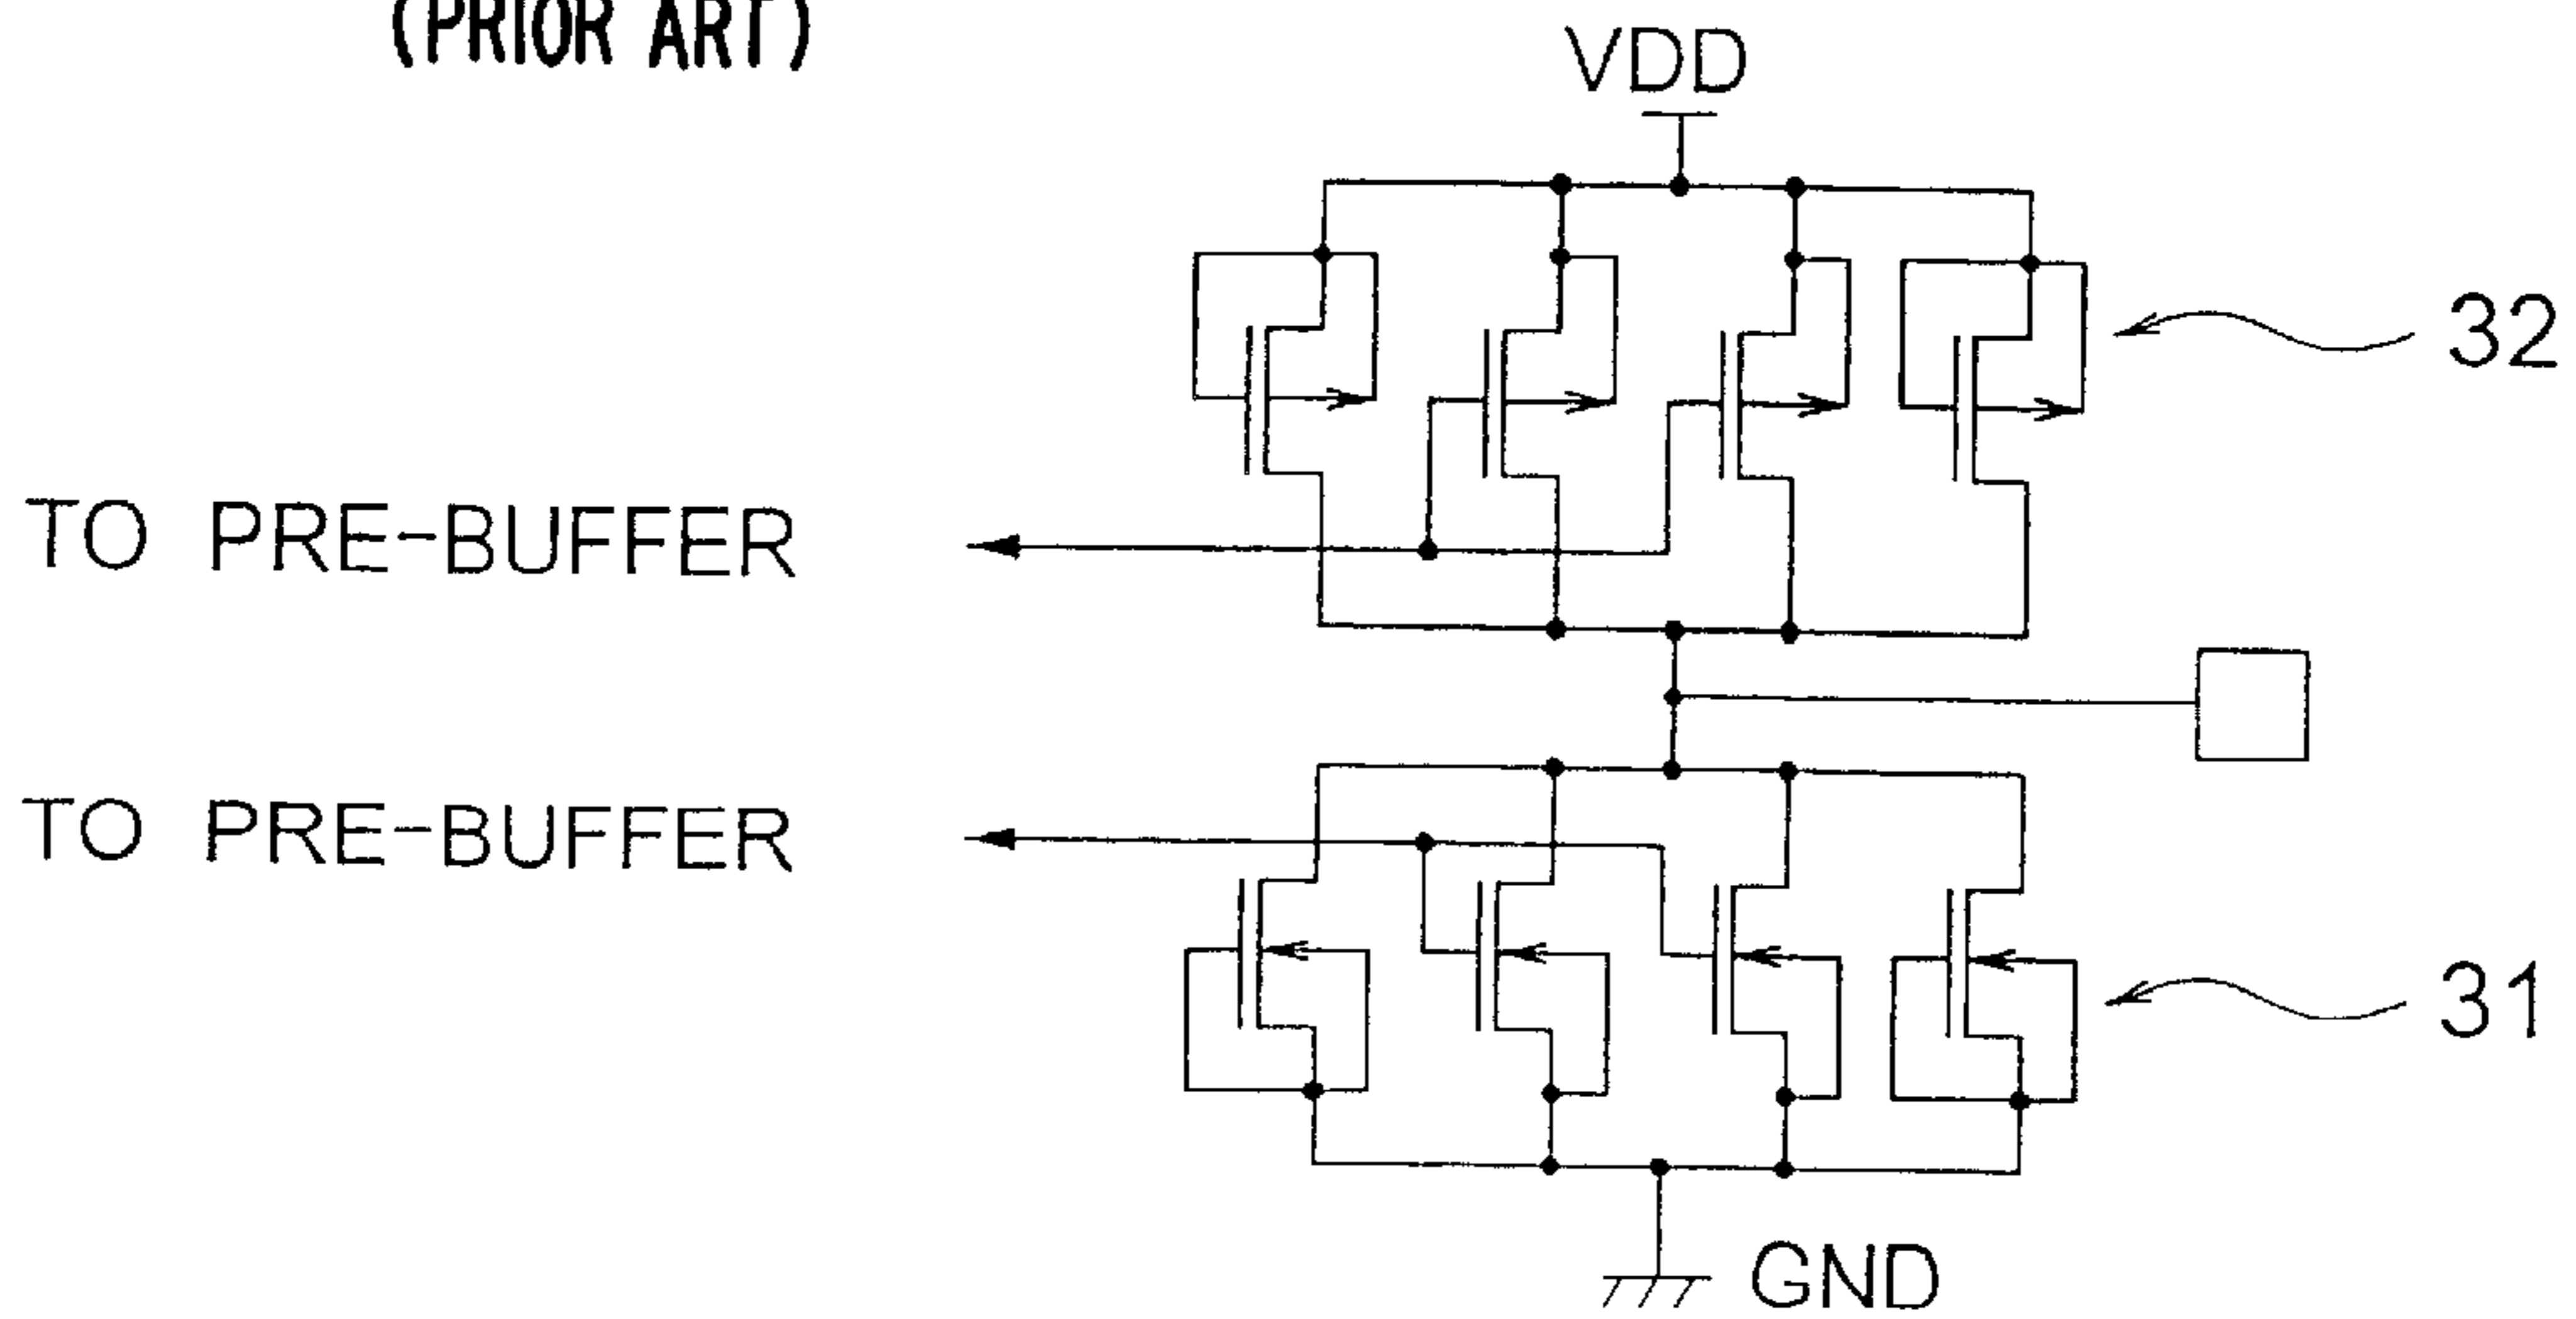 (PRIOR ART)
VDD
32
TO PRE-BUFFER
TO PRE-BUFFER
31
GND